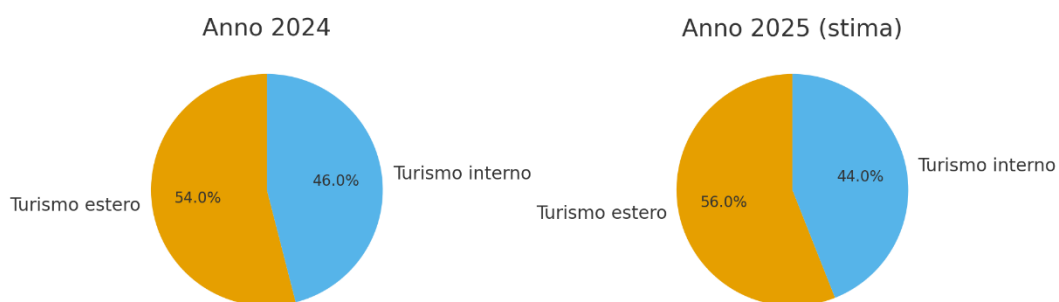 Anno 2024
Turismo estero
54.0%
46.0%
Turismo interno
Anno 2025 (stima)
Turismo estero
56.0%
44.0%
Turismo interno